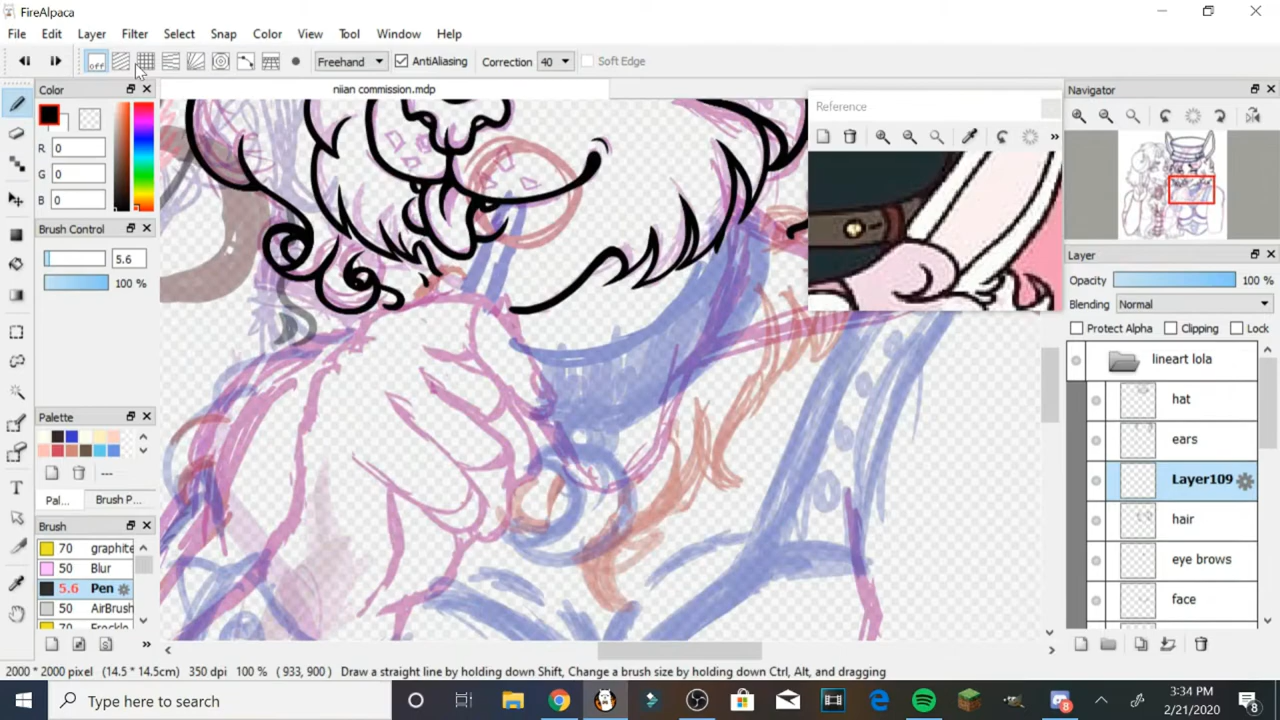 FireAlpaca
File Edit Layer Filter Select Snap Color View Tool Window Help
off Freehand AntiAliasing Correction 40 Soft Edge
Color niian commission.mdp Reference Navigator
R 0
G 0
B 0
Brush Control Layer
5.6 Opacity 100 %
100 % Blending Normal
Protect Alpha Clipping Lock
lineart lola
hat
Palette ears
--- Layer109
Pal... Brush P... hair
Brush
70 graphite
50 Blur eye brows
5.6 Pen
50 AirBrush face
70
2000 * 2000 pixel (14.5 * 14.5cm) 350 dpi 100 % ( 933, 900 ) Draw a straight line by holding down Shift, Change a brush size by holding down Ctrl, Alt, and dragging
Type here to search 8 3:34 PM
2/21/2020 8